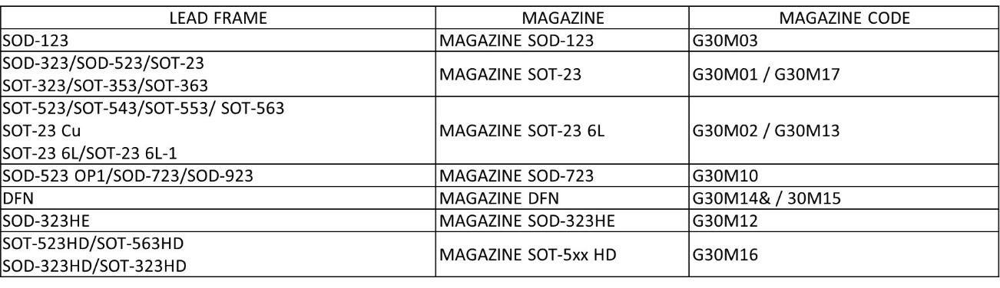 LEAD FRAME MAGAZINE MAGAZINE CODE
SOD-123 MAGAZINE SOD-123 G30M03
SOD-323/SOD-523/SOT-23
SOT-323/SOT-353/SOT-363
MAGAZINE SOT-23 G30M01 / G30M17
SOT-523/SOT-543/SOT-553/ SOT-563
SOT-23 Cu
SOT-23 6L/SOT-23 6L-1
MAGAZINE SOT-23 6L G30M02 / G30M13
SOD-523 OP1/SOD-723/SOD-923 MAGAZINE SOD-723 G30M10
DFN MAGAZINE DFN G30M14& / 30M15
SOD-323HE MAGAZINE SOD-323HE G30M12
SOT-523HD/SOT-563HD
SOD-323HD/SOT-323HD
MAGAZINE SOT-5xx HD G30M16